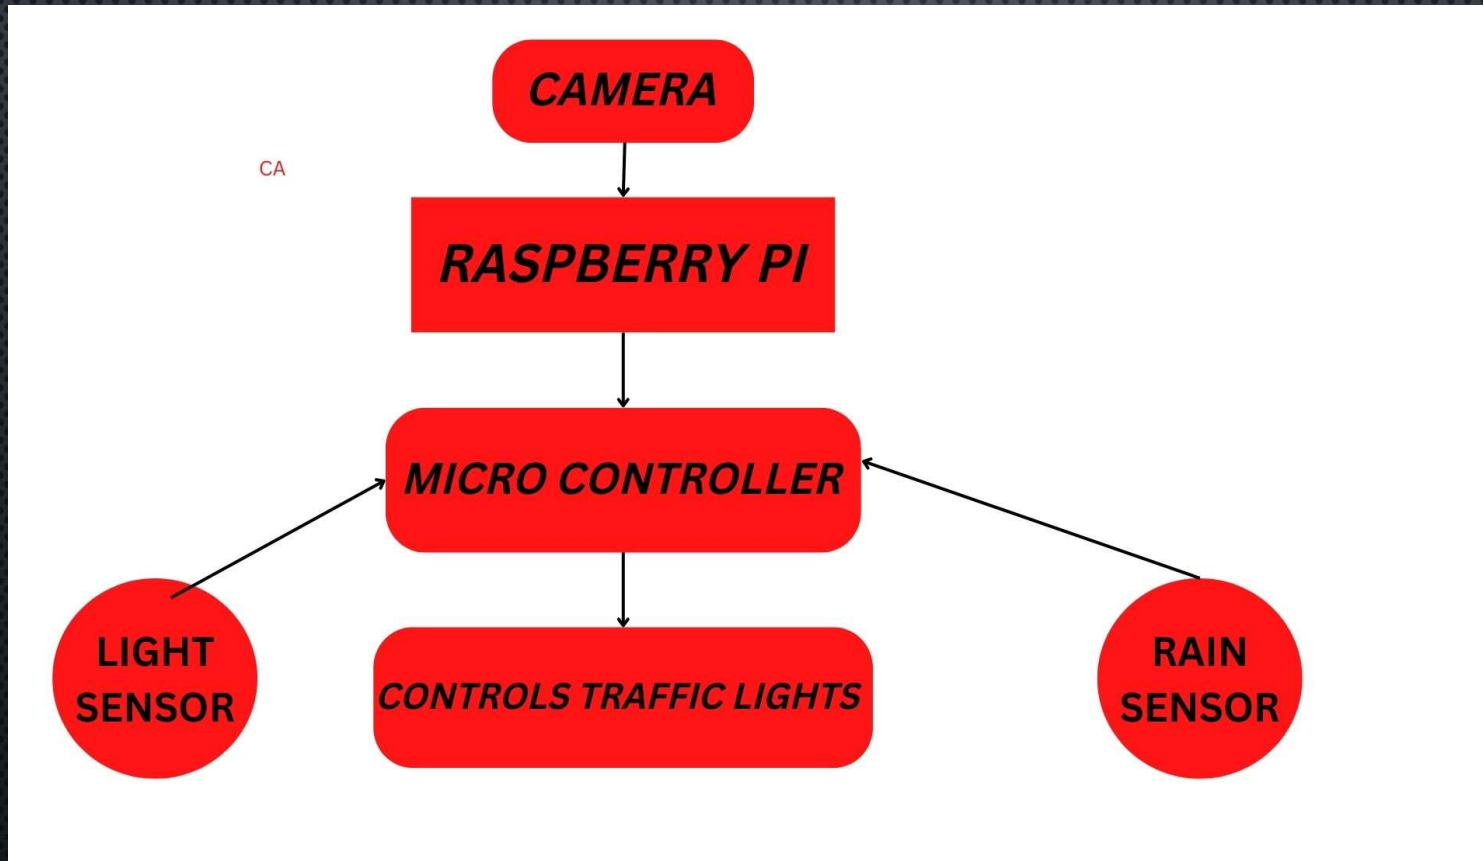 CAMERA
CA
RASPBERRY PI
MICRO CONTROLLER
LIGHT
SENSOR
CONTROLS TRAFFIC LIGHTS
RAIN
SENSOR